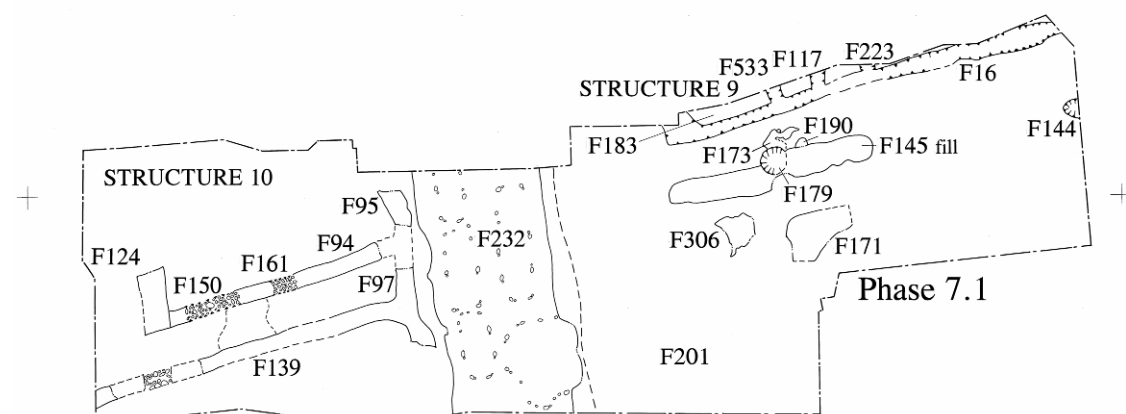 F533
F117
F223
STRUCTURE 9
F16
F183
F173
F190
F145 fill
F144
F179
STRUCTURE 10
F95
F232
F306
F171
F124
F94
F150
F161
F97
Phase 7.1
F139
F201